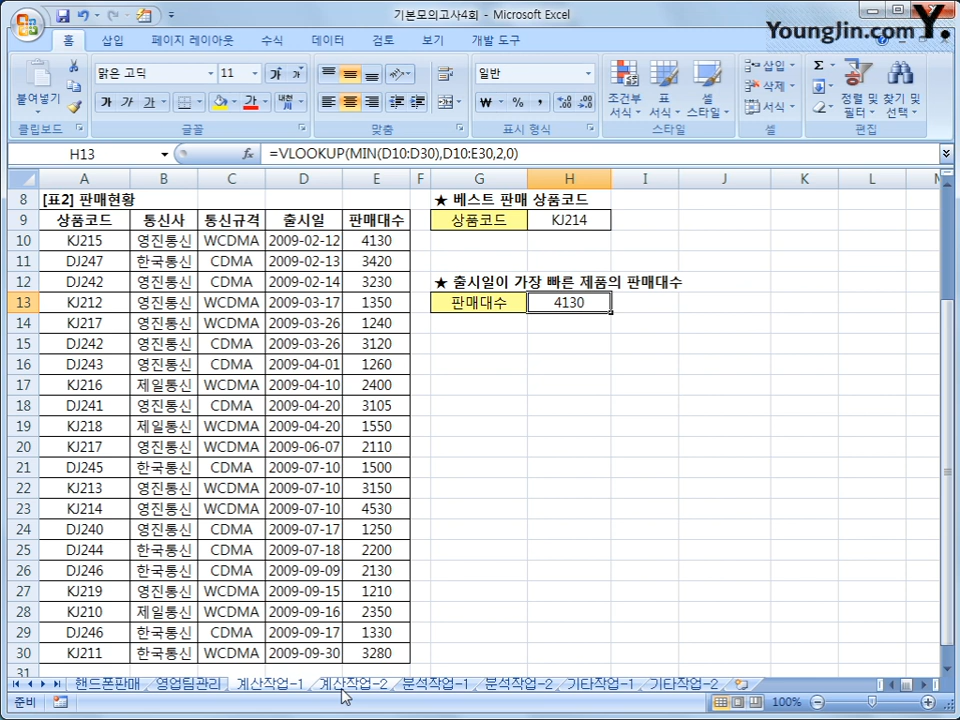 기본모의고사4회 - Microsoft Excel
YoungJin.com Y.
홈 삽입 페이지 레이아웃 수식 데이터 검토 보기 개발 도구
붙여넣기
맑은 고딕 11
가 가
가 가 가 가
일반
₩ % ,
조건부 서식
표 서식
셀 스타일
삽입
삭제
서식
Σ
정렬 및 필터
찾기 및 선택
클립보드 글꼴 맞춤 표시 형식 스타일 셀 편집
H13 fx =VLOOKUP(MIN(D10:D30),D10:E30,2,0)
A B C D E F G H I J K L M
8 [표2] 판매현황 ★ 베스트 판매 상품코드
9 상품코드 통신사 통신규격 출시일 판매대수 상품코드 KJ214
10 KJ215 영진통신 WCDMA 2009-02-12 4130
11 DJ247 한국통신 CDMA 2009-02-13 3420
12 DJ242 영진통신 CDMA 2009-02-14 3230 ★ 출시일이 가장 빠른 제품의 판매대수
13 KJ212 영진통신 WCDMA 2009-03-17 1350 판매대수 4130
14 KJ217 영진통신 WCDMA 2009-03-26 1240
15 DJ242 영진통신 CDMA 2009-03-26 3120
16 DJ243 영진통신 CDMA 2009-04-01 1260
17 KJ216 제일통신 WCDMA 2009-04-10 2400
18 DJ241 영진통신 CDMA 2009-04-20 3105
19 KJ218 제일통신 WCDMA 2009-04-20 1550
20 KJ217 영진통신 WCDMA 2009-06-07 2110
21 DJ245 한국통신 CDMA 2009-07-10 1500
22 KJ213 영진통신 WCDMA 2009-07-10 3150
23 KJ214 영진통신 WCDMA 2009-07-10 4530
24 DJ240 영진통신 CDMA 2009-07-17 1250
25 DJ244 한국통신 CDMA 2009-07-18 2200
26 DJ246 한국통신 CDMA 2009-09-09 2130
27 KJ219 영진통신 WCDMA 2009-09-15 1210
28 KJ210 제일통신 WCDMA 2009-09-16 2350
29 DJ246 한국통신 CDMA 2009-09-17 1330
30 KJ211 한국통신 WCDMA 2009-09-30 3280
31
핸드폰판매 영업팀관리 계산작업-1 계산작업-2 분석작업-1 분석작업-2 기타작업-1 기타작업-2
준비 100%